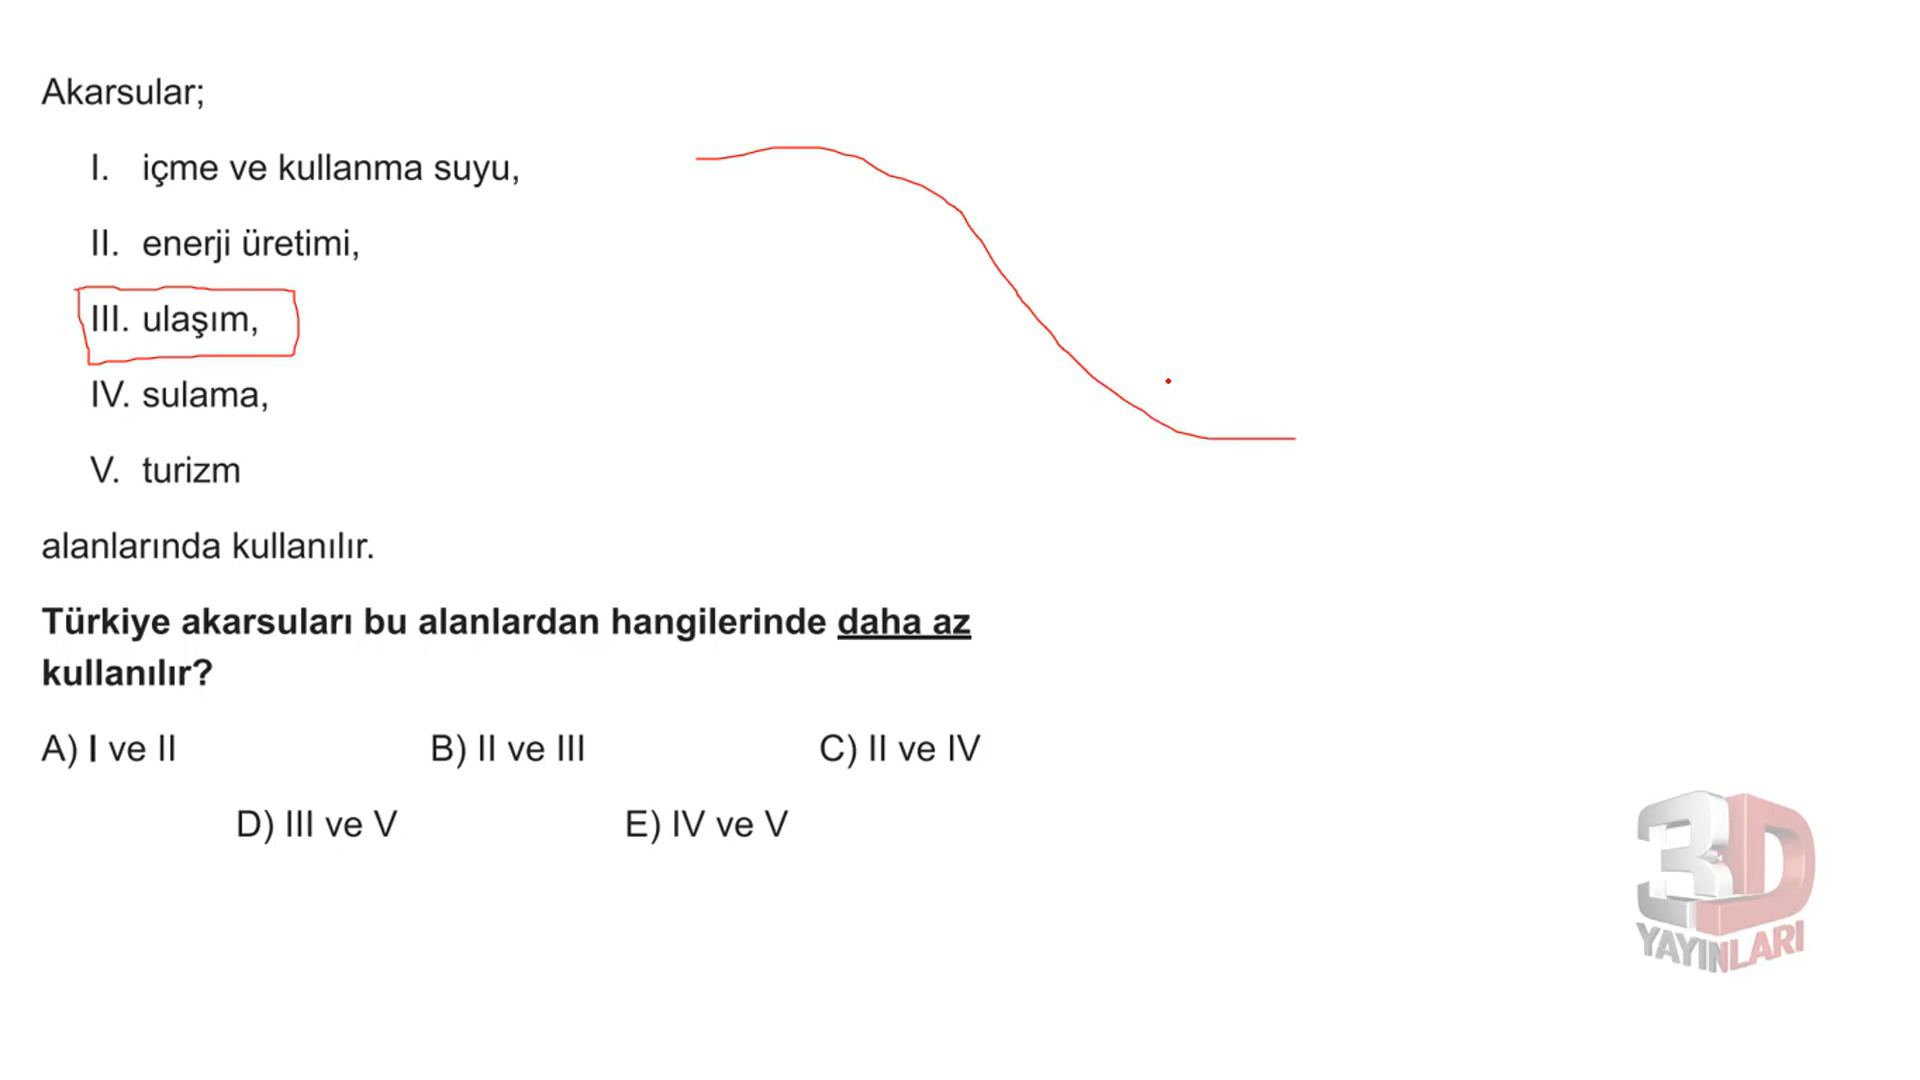 Akarsular;
I. içme ve kullanma suyu,
II. enerji üretimi,
III. ulaşım,
IV. sulama,
V. turizm
alanlarında kullanılır.
Türkiye akarsuları bu alanlardan hangilerinde daha az
kullanılır?
A) I ve II B) II ve III C) II ve IV
D) III ve V E) IV ve V
3D
YAYINLARI